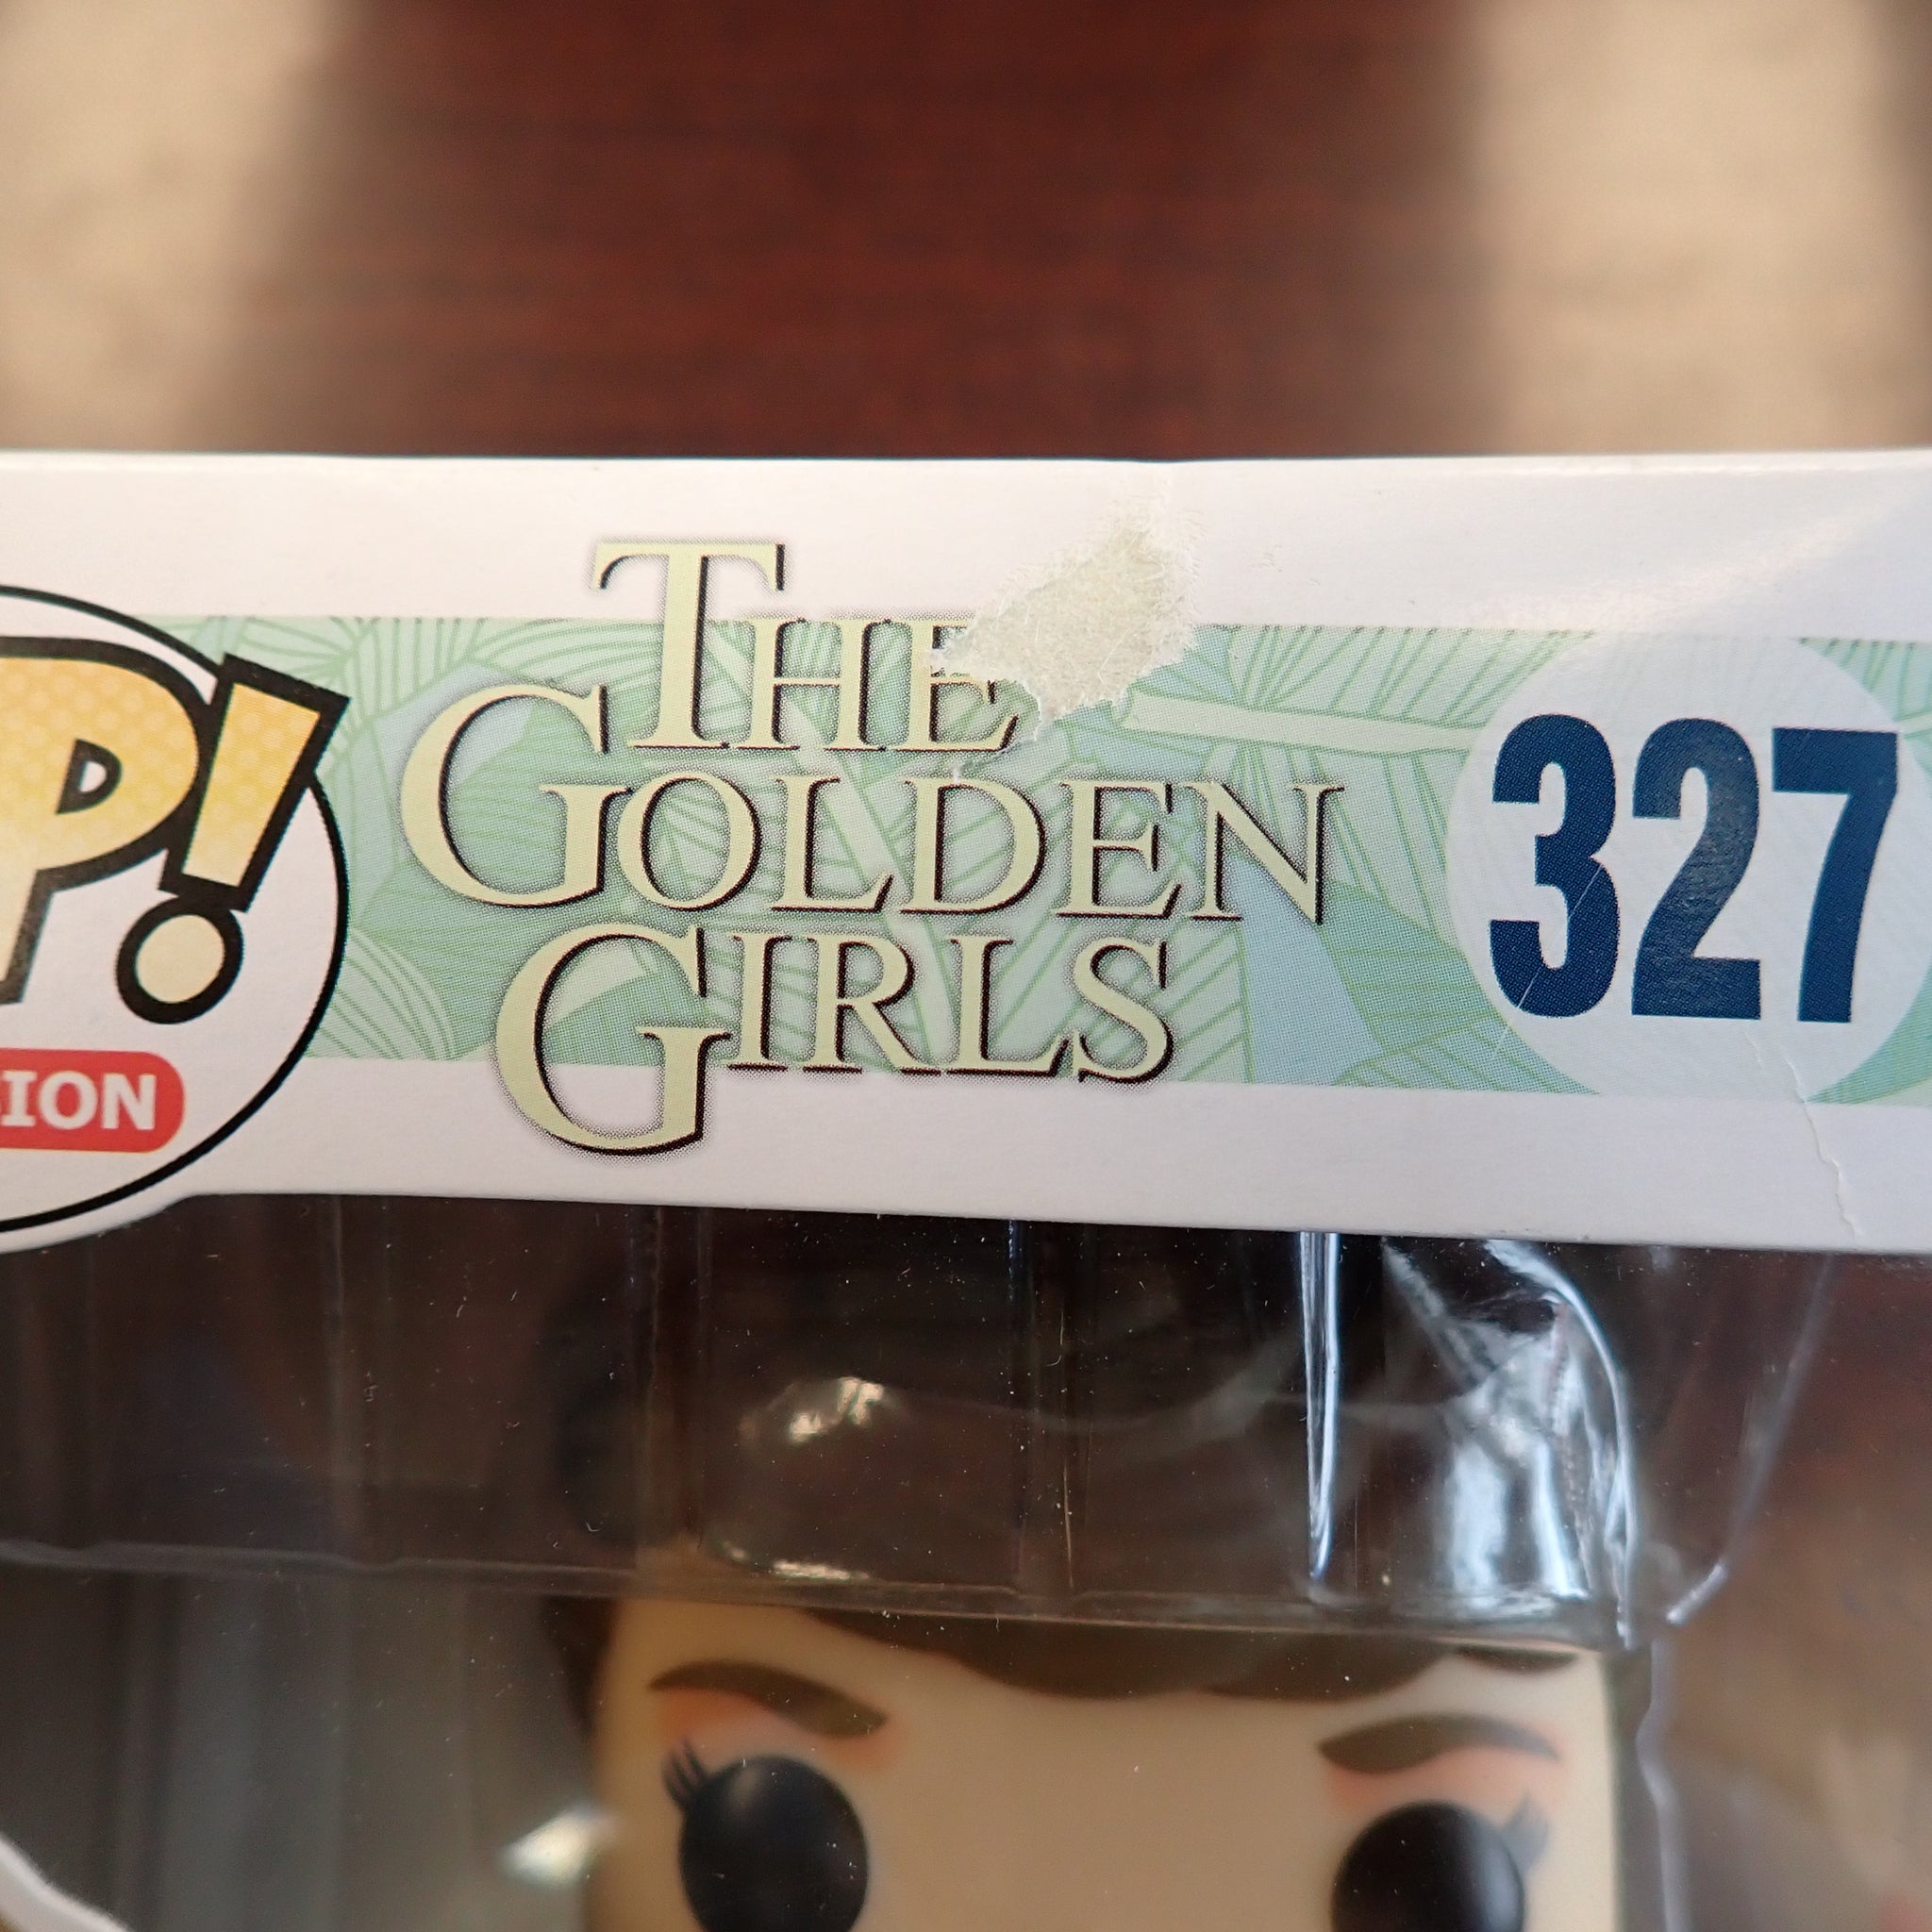 P!
ION
THE
GOLDEN
GIRLS
327